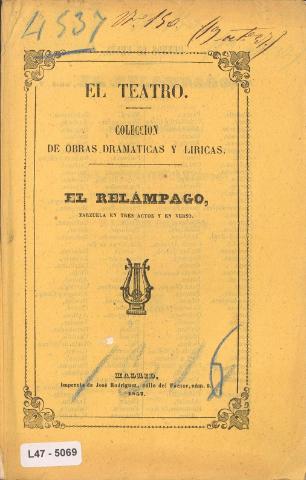 4537
EL TEATRO.
COLECCION
DE OBRAS DRAMATICAS Y LIRICAS.
EL RELÁMPAGO,
ZARZUELA EN TRES ACTOS Y EN VERSO.
MADRID,
Imprenta de José Rodriguez, calle del Factor, núm. 9.
1857.
L47 - 5069